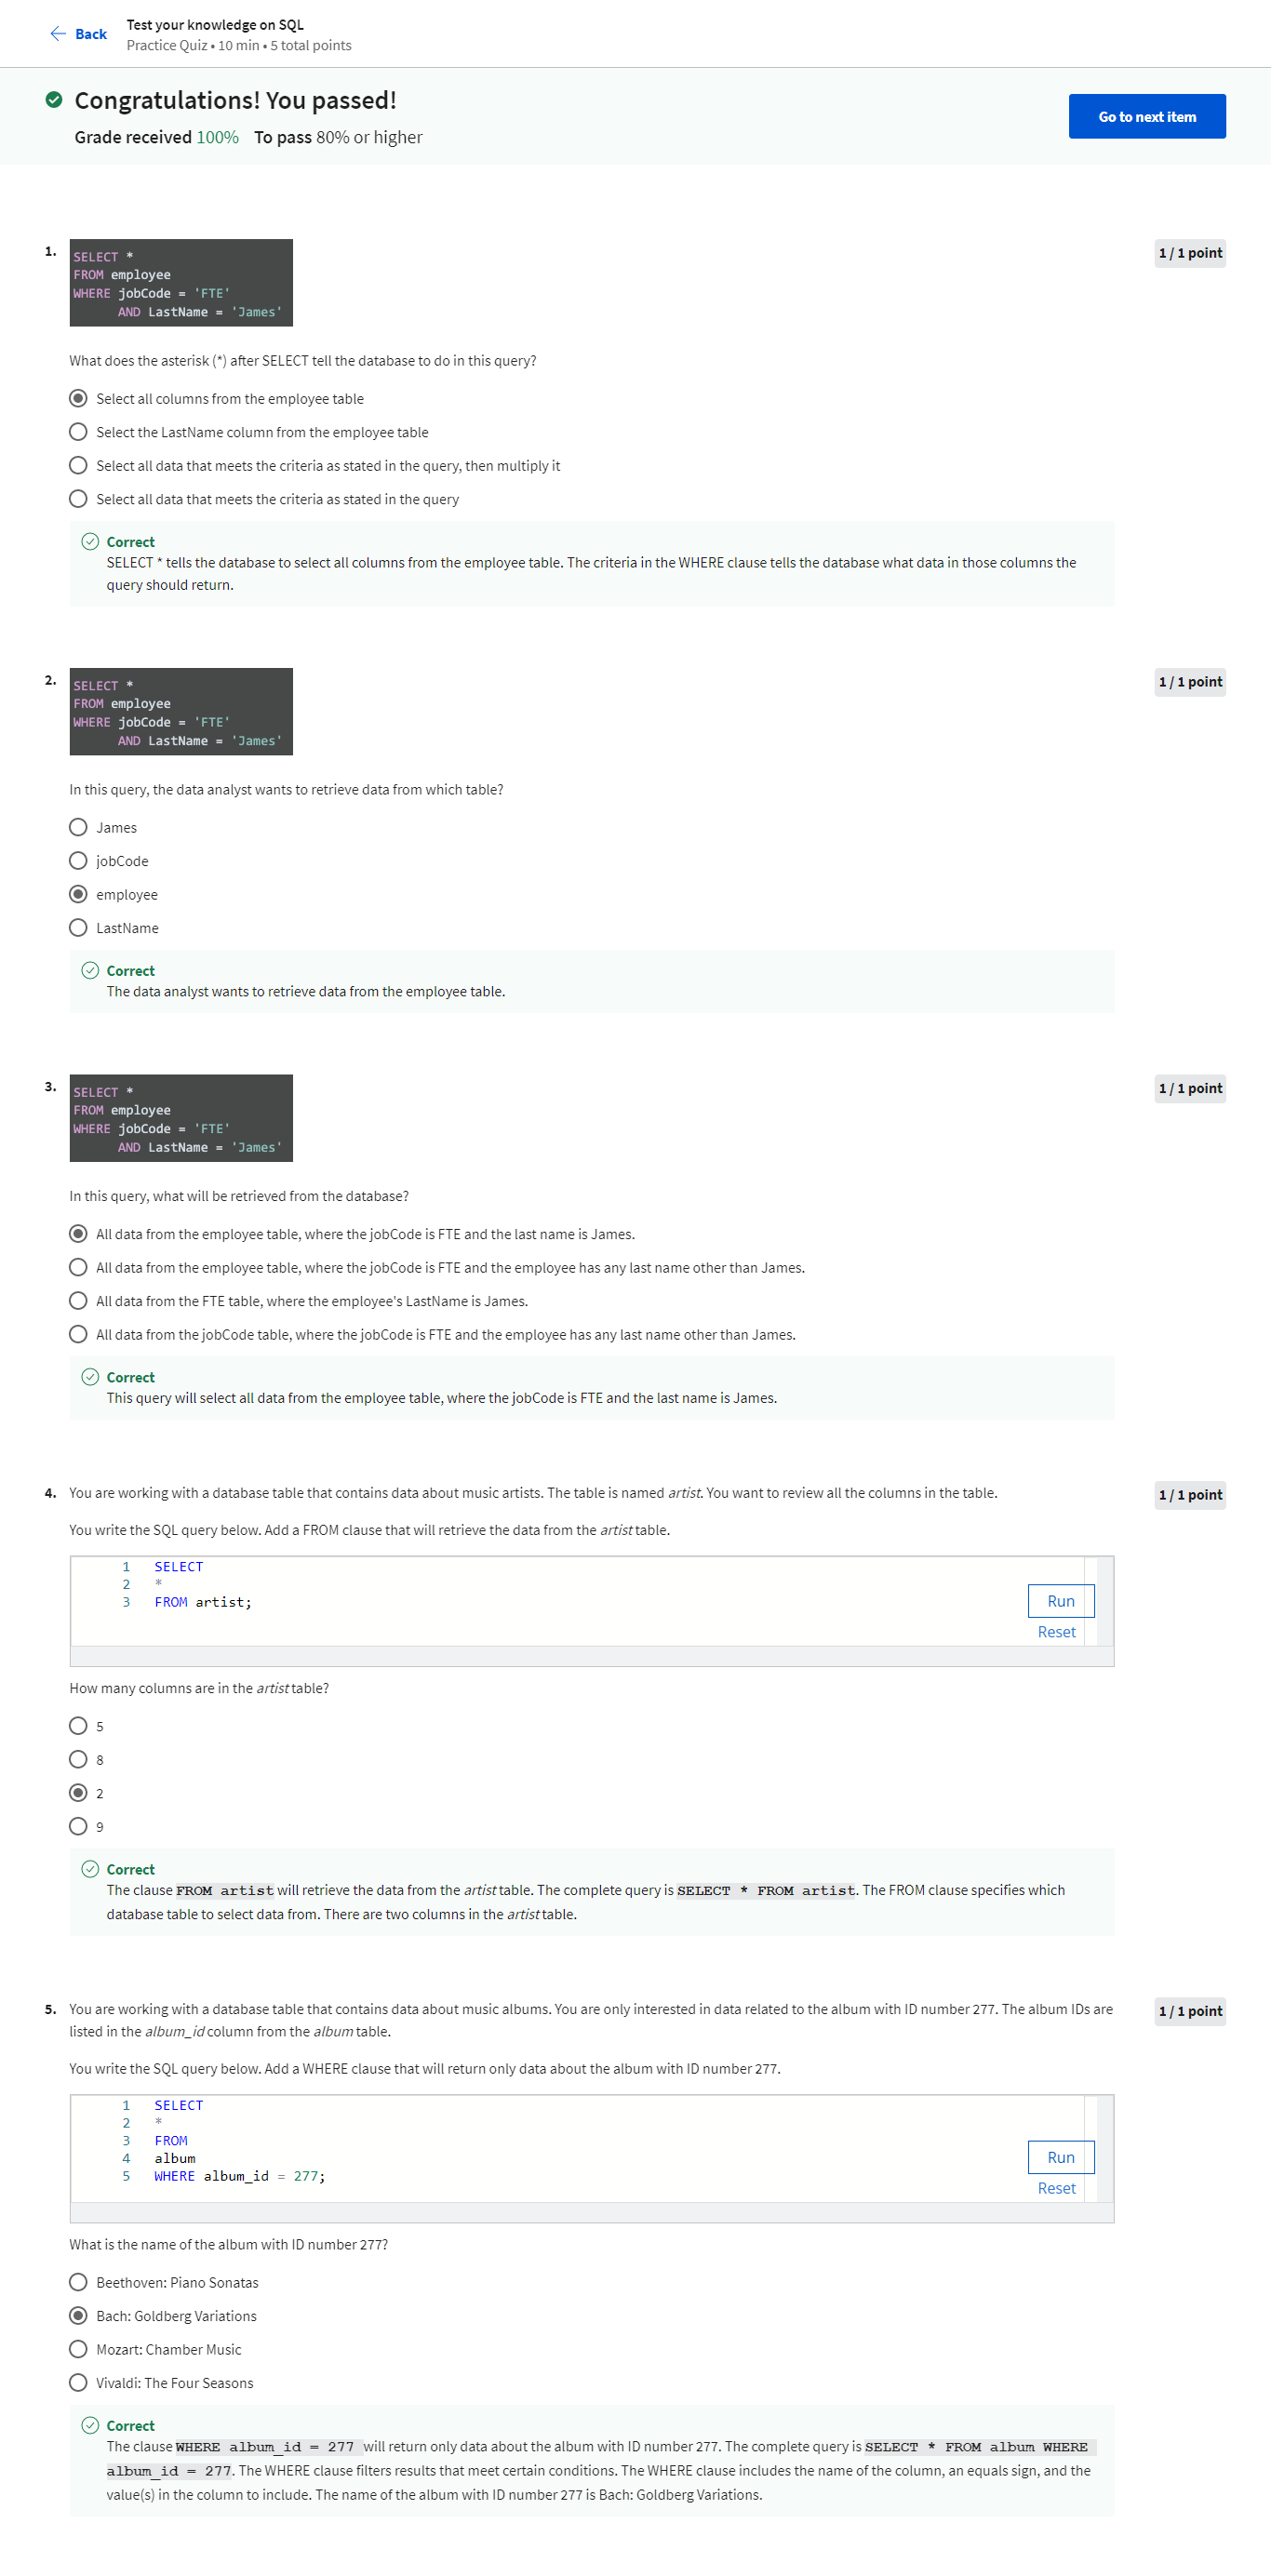 Back
Test your knowledge on SQL
Practice Quiz • 10 min • 5 total points
Congratulations! You passed!
Grade received 100% To pass 80% or higher
Go to next item
1.
SELECT *
FROM employee
WHERE jobCode = 'FTE'
AND LastName = 'James'
1 / 1 point
What does the asterisk (*) after SELECT tell the database to do in this query?
Select all columns from the employee table
Select the LastName column from the employee table
Select all data that meets the criteria as stated in the query, then multiply it
Select all data that meets the criteria as stated in the query
Correct
SELECT * tells the database to select all columns from the employee table. The criteria in the WHERE clause tells the database what data in those columns the
query should return.
2.
SELECT *
FROM employee
WHERE jobCode = 'FTE'
AND LastName = 'James'
1 / 1 point
In this query, the data analyst wants to retrieve data from which table?
James
jobCode
employee
LastName
Correct
The data analyst wants to retrieve data from the employee table.
3.
SELECT *
FROM employee
WHERE jobCode = 'FTE'
AND LastName = 'James'
1 / 1 point
In this query, what will be retrieved from the database?
All data from the employee table, where the jobCode is FTE and the last name is James.
All data from the employee table, where the jobCode is FTE and the employee has any last name other than James.
All data from the FTE table, where the employee's LastName is James.
All data from the jobCode table, where the jobCode is FTE and the employee has any last name other than James.
Correct
This query will select all data from the employee table, where the jobCode is FTE and the last name is James.
4. You are working with a database table that contains data about music artists. The table is named artist. You want to review all the columns in the table.
1 / 1 point
You write the SQL query below. Add a FROM clause that will retrieve the data from the artist table.
1 SELECT
2 *
3 FROM artist;
Run
Reset
How many columns are in the artist table?
5
8
2
9
Correct
The clause FROM artist will retrieve the data from the artist table. The complete query is SELECT * FROM artist. The FROM clause specifies which
database table to select data from. There are two columns in the artist table.
5. You are working with a database table that contains data about music albums. You are only interested in data related to the album with ID number 277. The album IDs are
listed in the album_id column from the album table.
1 / 1 point
You write the SQL query below. Add a WHERE clause that will return only data about the album with ID number 277.
1 SELECT
2 *
3 FROM
4 album
5 WHERE album_id = 277;
Run
Reset
What is the name of the album with ID number 277?
Beethoven: Piano Sonatas
Bach: Goldberg Variations
Mozart: Chamber Music
Vivaldi: The Four Seasons
Correct
The clause WHERE album_id = 277 will return only data about the album with ID number 277. The complete query is SELECT * FROM album WHERE
album_id = 277. The WHERE clause filters results that meet certain conditions. The WHERE clause includes the name of the column, an equals sign, and the
value(s) in the column to include. The name of the album with ID number 277 is Bach: Goldberg Variations.